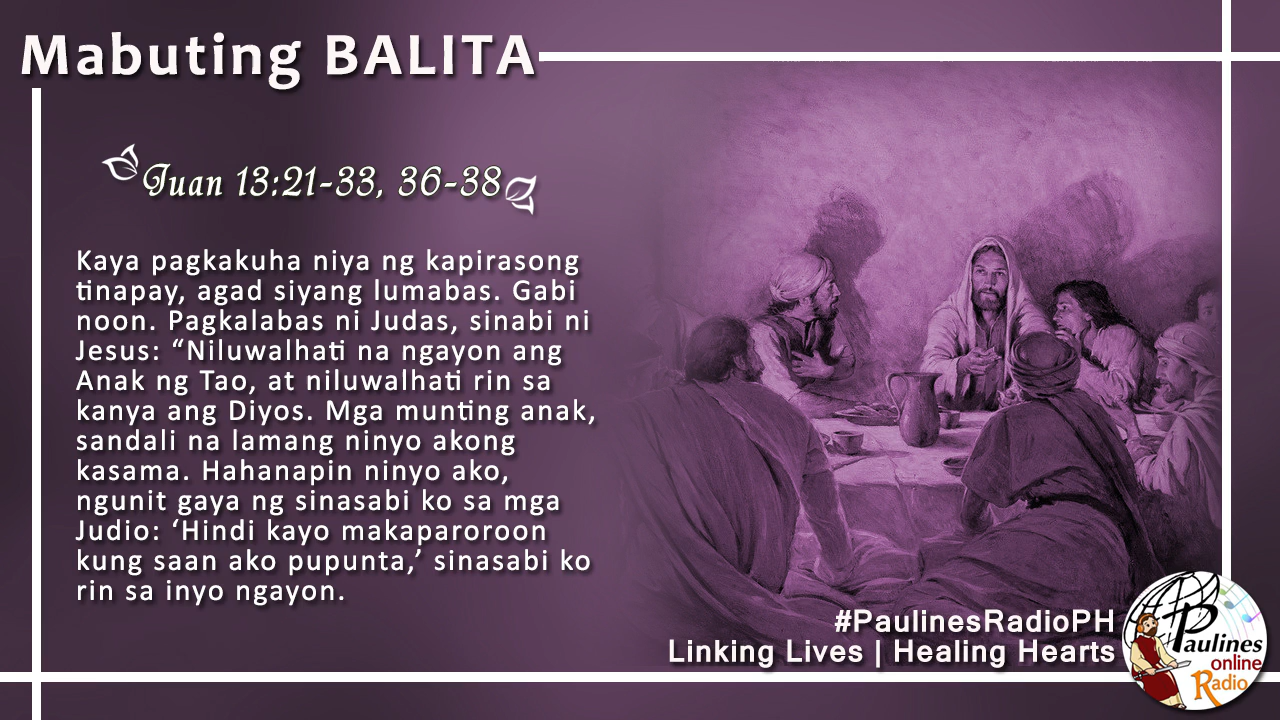 Mabuting BALITA
Juan 13:21-33, 36-38
Kaya pagkakuha niya ng kapirasong
tinapay, agad siyang lumabas. Gabi
noon. Pagkalabas ni Judas, sinabi ni
Jesus: “Niluwalhati na ngayon ang
Anak ng Tao, at niluwalhati rin sa
kanya ang Diyos. Mga munting anak,
sandali na lamang ninyo akong
kasama. Hahanapin ninyo ako,
ngunit gaya ng sinasabi ko sa mga
Judio: ‘Hindi kayo makaparoroon
kung saan ako pupunta,’ sinasabi ko
rin sa inyo ngayon.
#PaulinesRadioPH
Linking Lives | Healing Hearts
Paulines
online
Radio